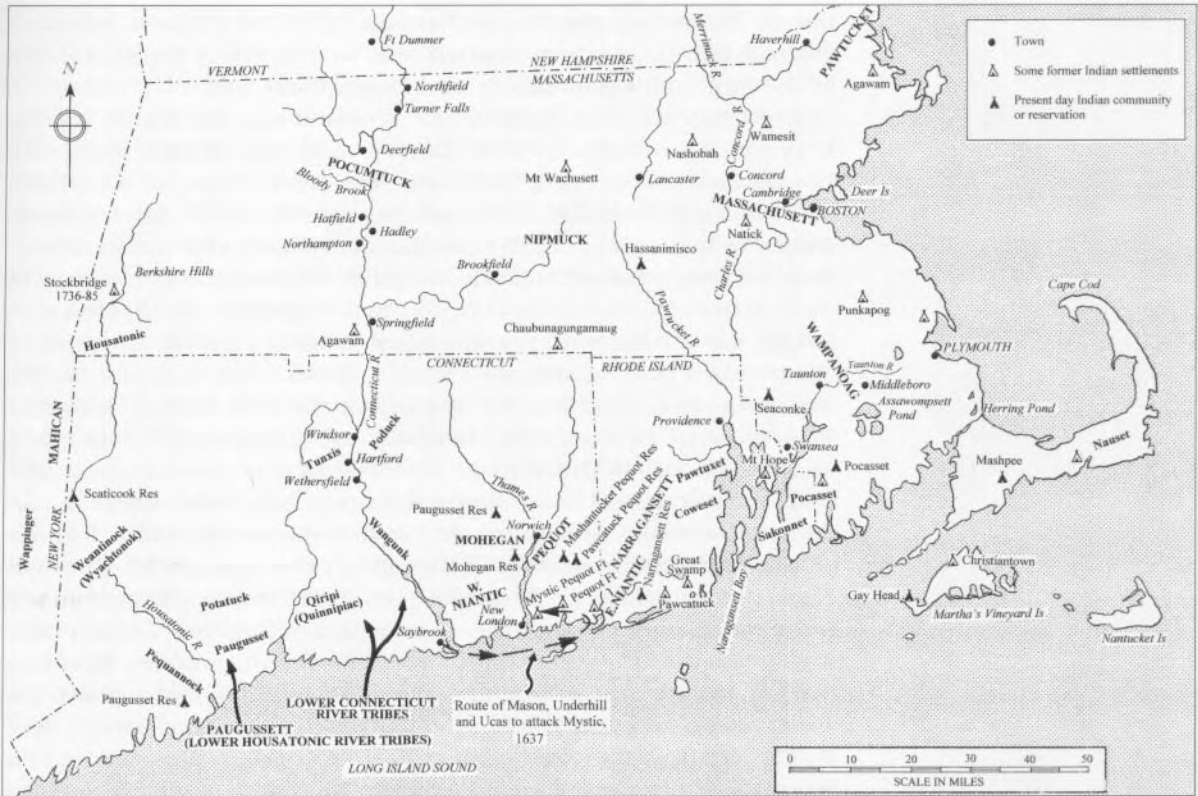 Ft Dummer
Merrimack R
Haverhill
PAWTUCKET
Town
Some former Indian settlements
Present day Indian community
or reservation
N
VERMONT
NEW HAMPSHIRE
MASSACHUSETTS
Northfield
Turner Falls
Agawam
Concord R
Wamesit
Nashobah
Deerfield
POCUMTUCK
Bloody Brook
Mt Wachusett
Lancaster
Concord
Cambridge
Deer Is
MASSACHUSETT
BOSTON
Natick
Hatfield
Hadley
Northampton
NIPMUCK
Hassanimisco
Charles R
Brookfield
Berkshire Hills
Stockbridge
1736-85
Punkapog
Cape Cod
Pawtucket R
Springfield
Agawam
Chaubunagungamaug
Housatonic
CONNECTICUT
RHODE ISLAND
PLYMOUTH
WAMPANOAG
Taunton R
Taunton
Middleboro
Assawompsett
Pond
Herring Pond
Connecticut R
Seaconke
Providence
Swansea
Nauset
MAHICAN
Windsor
Poduck
Tunxis
Hartford
Wethersfield
Mt Hope
Pocasset
Mashpee
Pocasset
Sakonnet
Scaticook Res
Thames R
Paugusset Res
Norwich
Mashantucket Pequot Res
Pawcatuck Pequot Res
NARRAGANSETT
Narragansett Res
Pawtuxet
Coweset
Wappinger
NEW YORK
Weantinock
(Wyachtonok)
Wangunk
MOHEGAN
PEQUOT
Mohegan Res
Mystic Pequot Ft
Pequot Ft
E. NIANTIC
Great
Swamp
Pawcatuck
Christiantown
Gay Head
Martha's Vineyard Is
Nantucket Is
W.
NIANTIC
New
London
Potatuck
Qiripi
(Quinnipiac)
Housatonic R
Paugusset
Saybrook
Naragansett Boy
Pequannock
Paugusset Res
LOWER CONNECTICUT
RIVER TRIBES
PAUGUSSETT
(LOWER HOUSATONIC RIVER TRIBES)
Route of Mason, Underhill
and Ucas to attack Mystic,
1637
LONG ISLAND SOUND
0 10 20 30 40 50
SCALE IN MILES